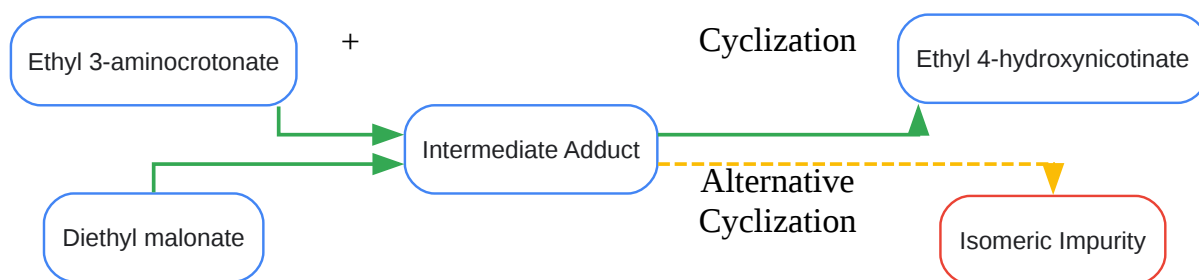 Ethyl 3-aminocrotonate
+
Cyclization
Ethyl 4-hydroxynicotinate
Intermediate Adduct
Alternative
Cyclization
Diethyl malonate
Isomeric Impurity